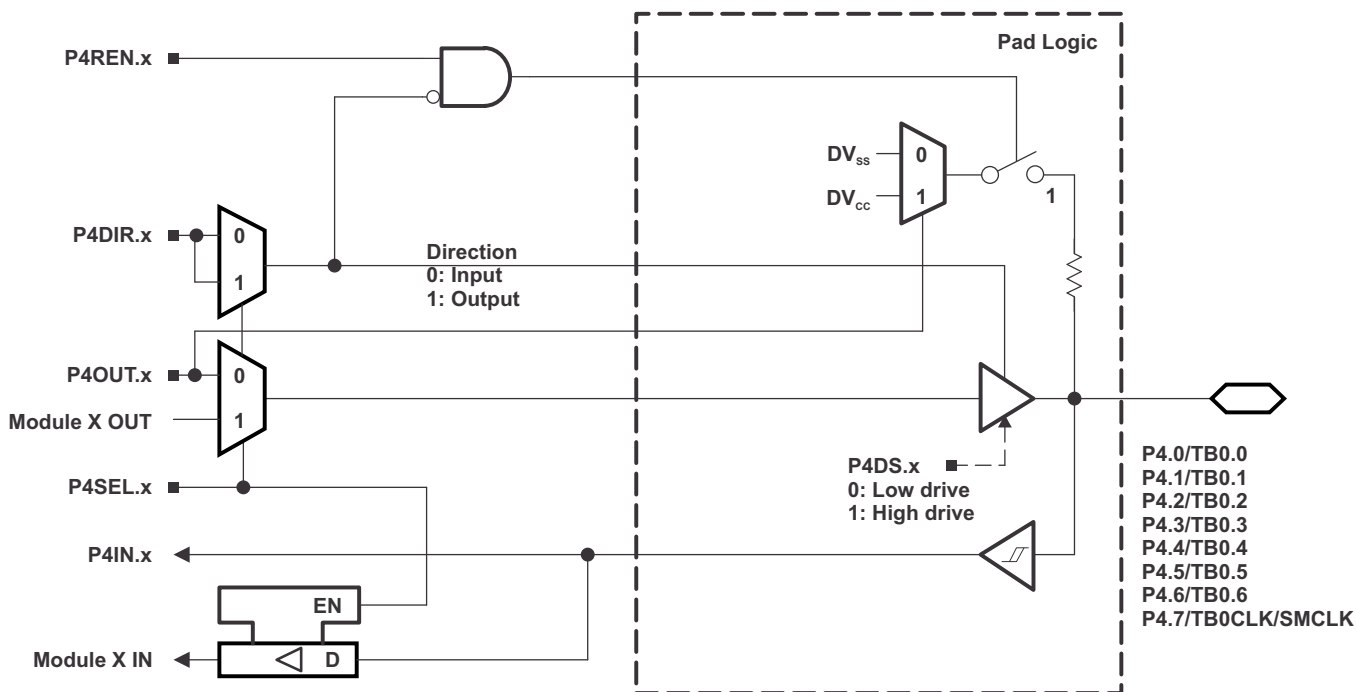 Pad Logic
P4REN.x
DVss
0
DVcc
1
1
P4DIR.x
0
1
Direction
0: Input
1: Output
P4OUT.x
0
Module X OUT
1
P4SEL.x
P4DS.x
0: Low drive
1: High drive
P4.0/TB0.0
P4.1/TB0.1
P4.2/TB0.2
P4.3/TB0.3
P4.4/TB0.4
P4.5/TB0.5
P4.6/TB0.6
P4.7/TB0CLK/SMCLK
P4IN.x
EN
Module X IN
D